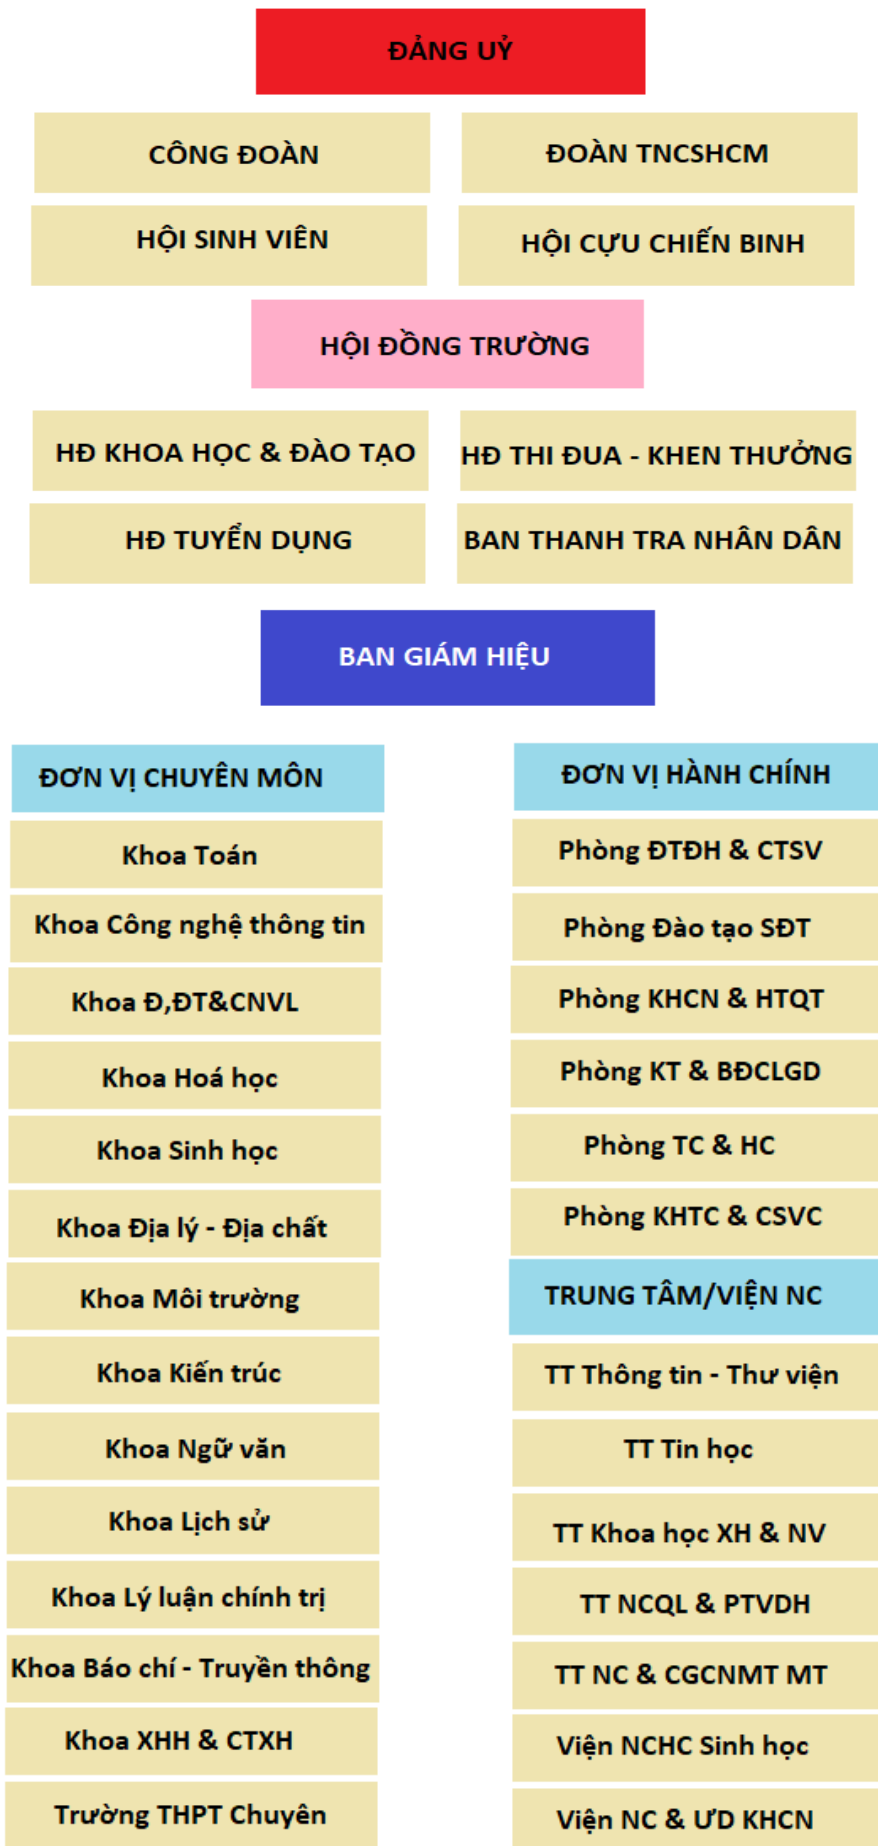 ĐẢNG UỶ
CÔNG ĐOÀN
ĐOÀN TNCSHCM
HỘI SINH VIÊN
HỘI CỰU CHIẾN BINH
HỘI ĐỒNG TRƯỜNG
HĐ KHOA HỌC & ĐÀO TẠO
HĐ THI ĐUA - KHEN THƯỞNG
HĐ TUYỂN DỤNG
BAN THANH TRA NHÂN DÂN
BAN GIÁM HIỆU
ĐƠN VỊ CHUYÊN MÔN
Khoa Toán
Khoa Công nghệ thông tin
Khoa Đ,ĐT&CNVL
Khoa Hoá học
Khoa Sinh học
Khoa Địa lý - Địa chất
Khoa Môi trường
Khoa Kiến trúc
Khoa Ngữ văn
Khoa Lịch sử
Khoa Lý luận chính trị
Khoa Báo chí - Truyền thông
Khoa XHH & CTXH
Trường THPT Chuyên
ĐƠN VỊ HÀNH CHÍNH
Phòng ĐTĐH & CTSV
Phòng Đào tạo SĐT
Phòng KHCN & HTQT
Phòng KT & BĐCLGD
Phòng TC & HC
Phòng KHTC & CSVC
TRUNG TÂM/VIỆN NC
TT Thông tin - Thư viện
TT Tin học
TT Khoa học XH & NV
TT NCQL & PTVDH
TT NC & CGCNMT MT
Viện NCHC Sinh học
Viện NC & ƯD KHCN